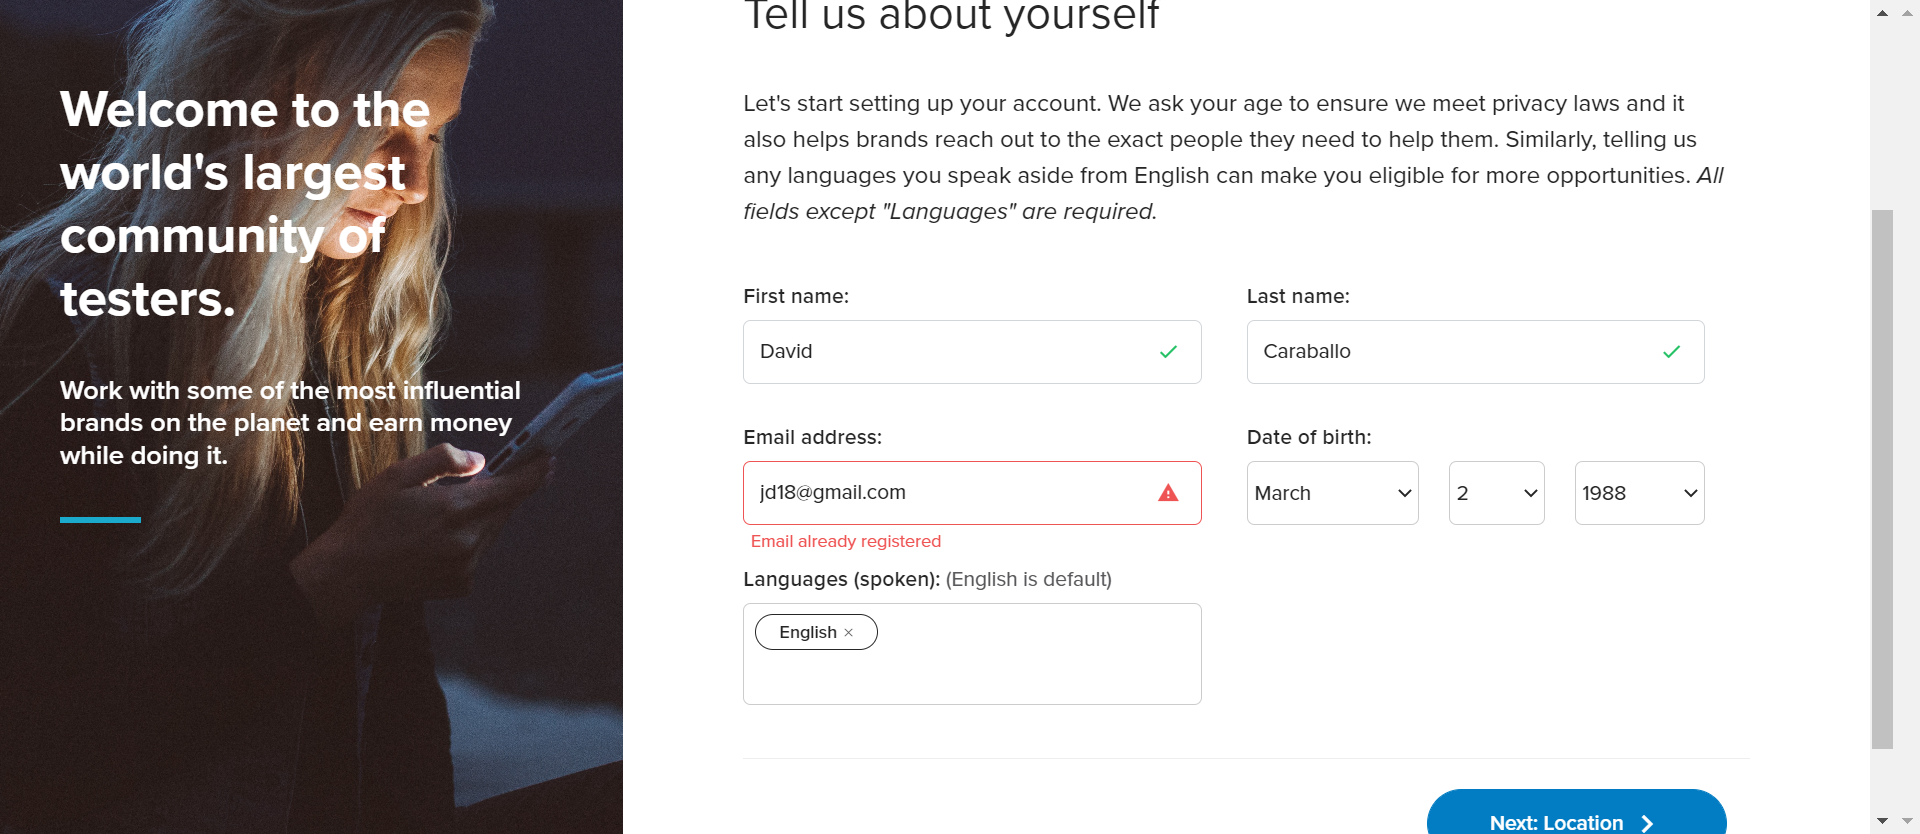 Welcome to the
world's largest
community of
testers.
Work with some of the most influential
brands on the planet and earn money
while doing it.
Tell us about yourself
Let's start setting up your account. We ask your age to ensure we meet privacy laws and it
also helps brands reach out to the exact people they need to help them. Similarly, telling us
any languages you speak aside from English can make you eligible for more opportunities. All
fields except "Languages" are required.
First name:
Last name:
David
Caraballo
Email address:
Date of birth:
jd18@gmail.com
March
2
1988
Email already registered
Languages (spoken): (English is default)
English ×
Next: Location